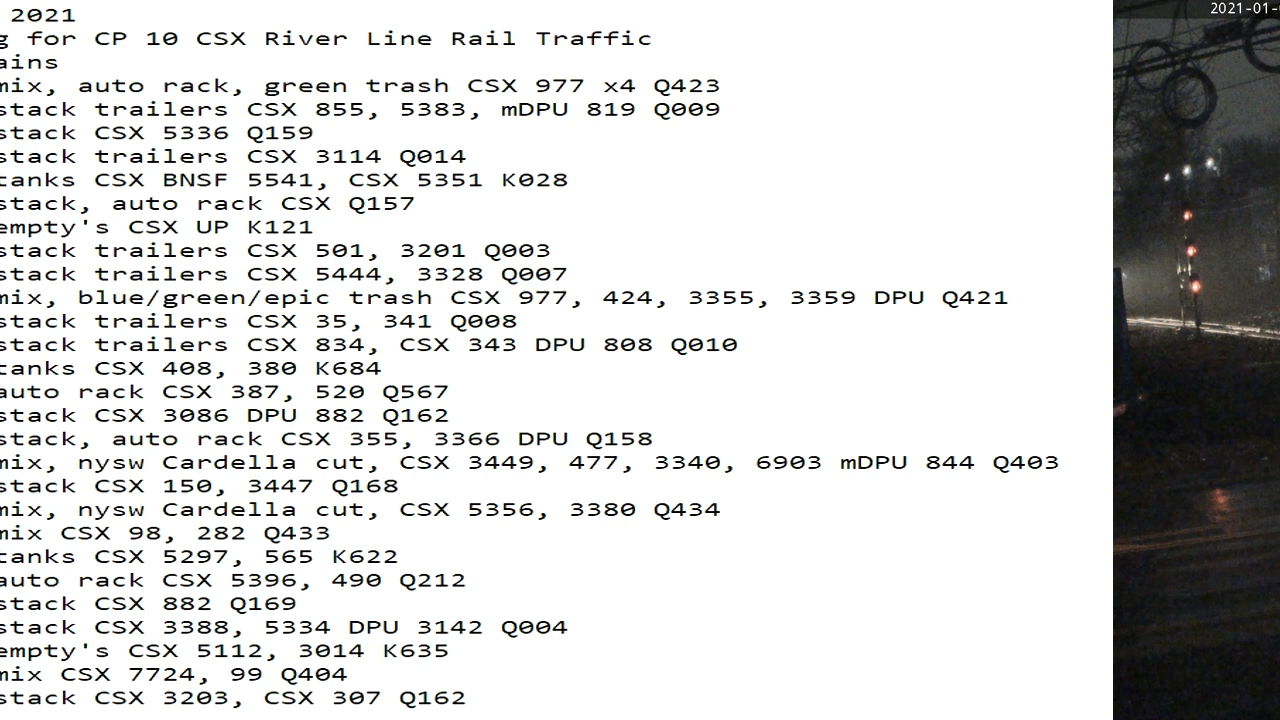 2021
g for CP 10 CSX River Line Rail Traffic
ains
mix, auto rack, green trash CSX 977 x4 Q423
stack trailers CSX 855, 5383, mDPU 819 Q009
stack CSX 5336 Q159
stack trailers CSX 3114 Q014
tanks CSX BNSF 5541, CSX 5351 K028
stack, auto rack CSX Q157
empty's CSX UP K121
stack trailers CSX 501, 3201 Q003
stack trailers CSX 5444, 3328 Q007
mix, blue/green/epic trash CSX 977, 424, 3355, 3359 DPU Q421
stack trailers CSX 35, 341 Q008
stack trailers CSX 834, CSX 343 DPU 808 Q010
tanks CSX 408, 380 K684
auto rack CSX 387, 520 Q567
stack CSX 3086 DPU 882 Q162
stack, auto rack CSX 355, 3366 DPU Q158
mix, nysw Cardella cut, CSX 3449, 477, 3340, 6903 mDPU 844 Q403
stack CSX 150, 3447 Q168
mix, nysw Cardella cut, CSX 5356, 3380 Q434
mix CSX 98, 282 Q433
tanks CSX 5297, 565 K622
auto rack CSX 5396, 490 Q212
stack CSX 882 Q169
stack CSX 3388, 5334 DPU 3142 Q004
empty's CSX 5112, 3014 K635
mix CSX 7724, 99 Q404
stack CSX 3203, CSX 307 Q162
2021-01-